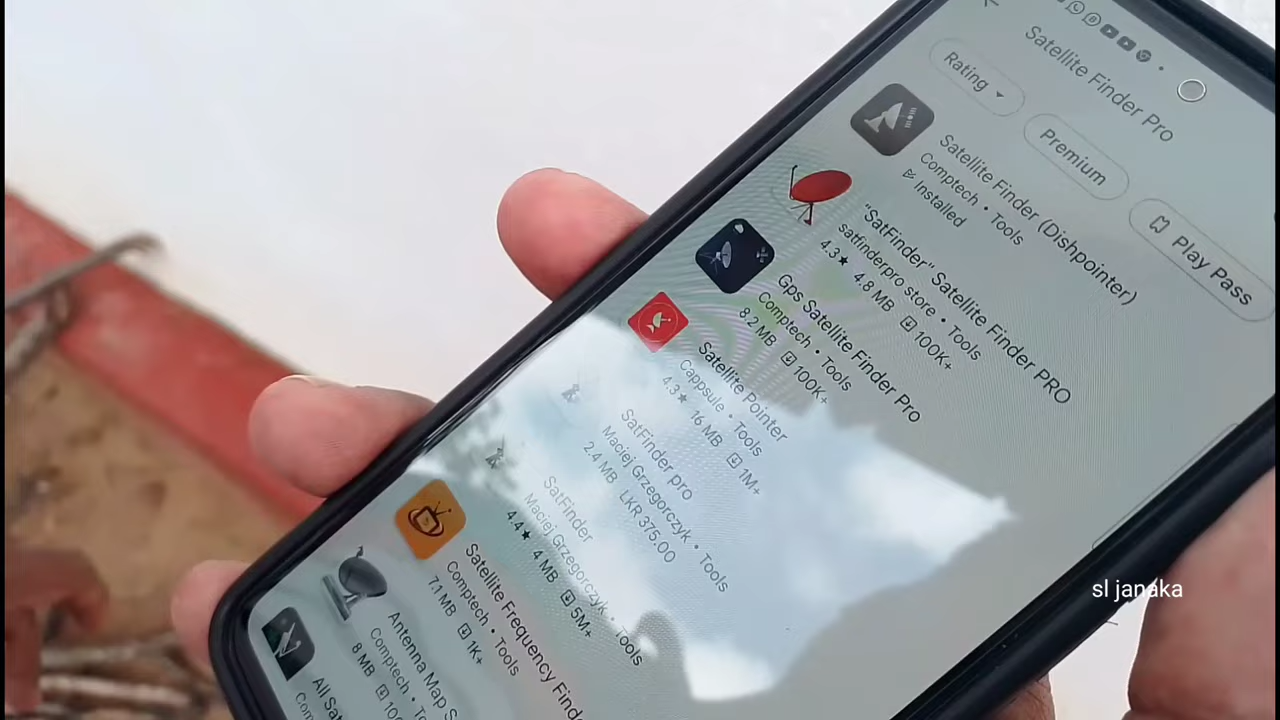 Satellite Finder Pro
Rating
Premium
Play Pass
Satellite Finder (Dishpointer)
Comptech • Tools
Installed
"SatFinder" Satellite Finder PRO
satfinderpro store • Tools
4.3★ 4.8 MB 100K+
Gps Satellite Finder Pro
Comptech • Tools
8.2 MB 100K+
Satellite Pointer
Cappsule • Tools
4.3★ 16 MB 1M+
SatFinder pro
Maciej Grzegorczyk • Tools
2.4 MB LKR 375.00
SatFinder
Maciej Grzegorczyk • Tools
4.4★ 4 MB 5M+
Satellite Frequency Finde
Comptech • Tools
7.1 MB 1K+
Antenna Map S
Comptech • Tools
8 MB
All Sat
sl janaka